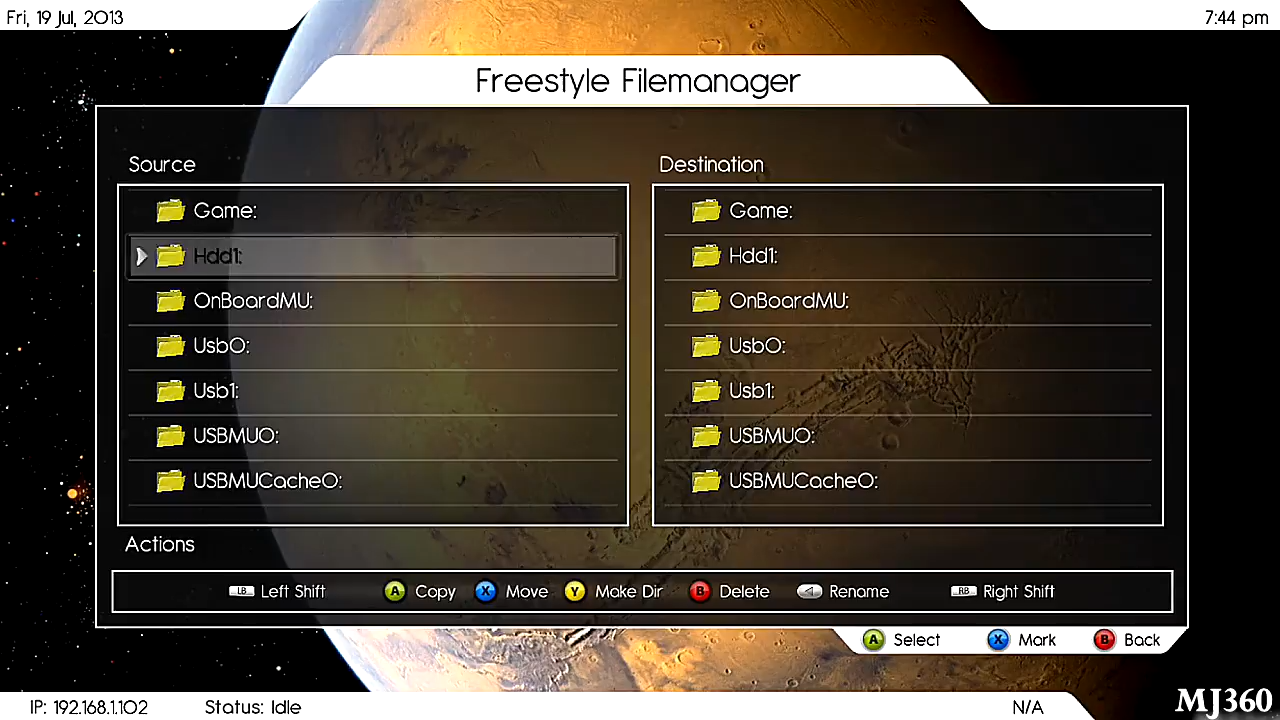 Fri, 19 Jul, 2013
7:44 pm
Freestyle Filemanager
Source
Game:
Hdd1:
OnBoardMU:
Usb0:
Usb1:
USBMU0:
USBMUCache0:
Destination
Game:
Hdd1:
OnBoardMU:
Usb0:
Usb1:
USBMU0:
USBMUCache0:
Actions
LB Left Shift A Copy X Move Y Make Dir B Delete Rename RB Right Shift
A Select X Mark B Back
IP: 192.168.1.102 Status: Idle N/A
MJ360